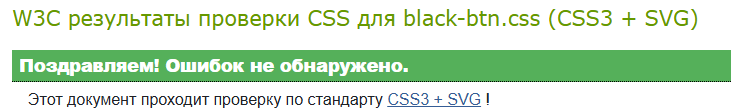 W3C результаты проверки CSS для black-btn.css (CSS3 + SVG)
Поздравляем! Ошибок не обнаружено.
Этот документ проходит проверку по стандарту CSS3 + SVG !